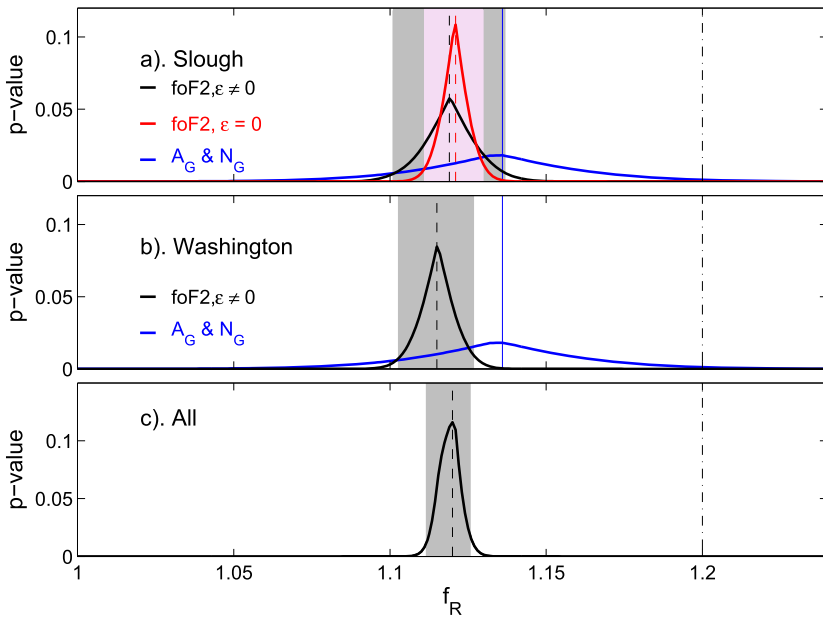 0.1
0.05
0
p−value
a). Slough
foF2,ε ≠ 0
foF2, ε = 0
A_G & N_G
0.1
0.05
0
p−value
b). Washington
foF2,ε ≠ 0
A_G & N_G
0.1
0.05
0
p−value
c). All
1 1.05 1.1 1.15 1.2
f_R